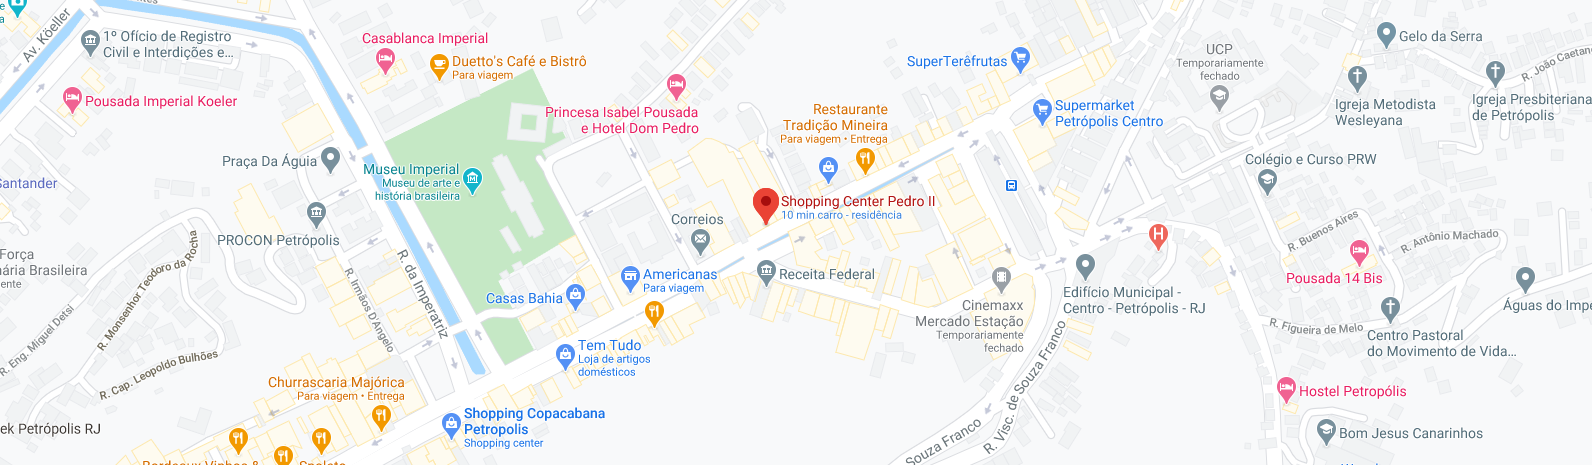 Av. Köeller
1º Ofício de Registro
Civil e Interdições e...
Pousada Imperial Koeler
Casablanca Imperial
Duetto's Café e Bistrô
Para viagem
Princesa Isabel Pousada
e Hotel Dom Pedro
SuperTerêfrutas
Restaurante
Tradição Mineira
Para viagem • Entrega
Supermarket
Petrópolis Centro
UCP
Temporariamente
fechado
Gelo da Serra
Igreja Metodista
Wesleyana
Igreja Presbiteriana
de Petrópolis
R. João Caetano
Colégio e Curso PRW
Praça Da Águia
Museu Imperial
Museu de arte e
história brasileira
Santander
PROCON Petrópolis
Força
ária Brasileira
ente
Correios
Shopping Center Pedro II
10 min carro - residência
Americanas
Para viagem
Casas Bahia
Receita Federal
Tem Tudo
Loja de artigos
domésticos
Cinemaxx
Mercado Estação
Temporariamente
fechado
Edifício Municipal -
Centro - Petrópolis - RJ
R. Buenos Aires
R. Antônio Machado
Pousada 14 Bis
Águas do Impe
R. Figueira de Melo
Centro Pastoral
do Movimento de Vida...
R. da Imperatriz
R. Irmãos D'Angelo
R. Monsenhor Teodoro da Rocha
R. Eng. Miguel Detsi
R. Cap. Leopoldo Bulhões
Churrascaria Majórica
Para viagem • Entrega
Shopping Copacabana
Petropolis
Shopping center
ek Petrópolis RJ
Souza Franco
R. Visc. de Souza Franco
Hostel Petropólis
Bom Jesus Canarinhos
H